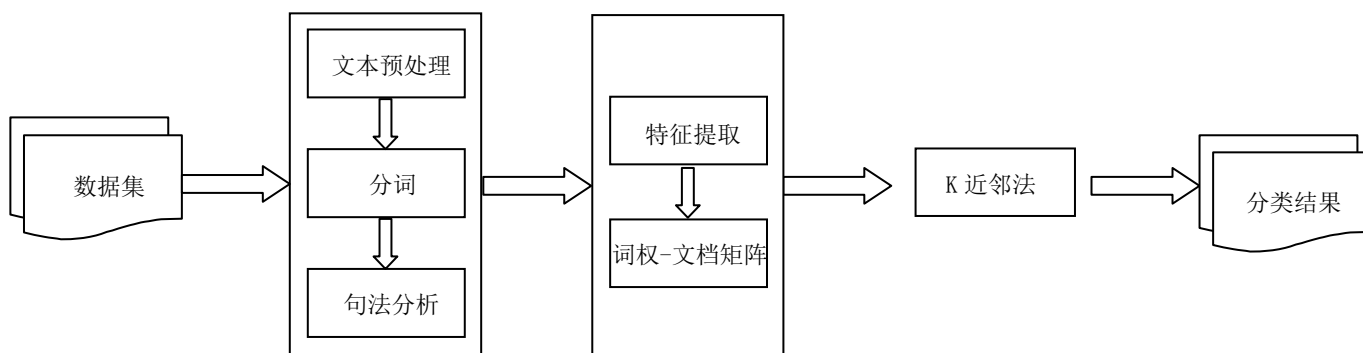 数据集
文本预处理
分词
句法分析
特征提取
词权-文档矩阵
K 近邻法
分类结果